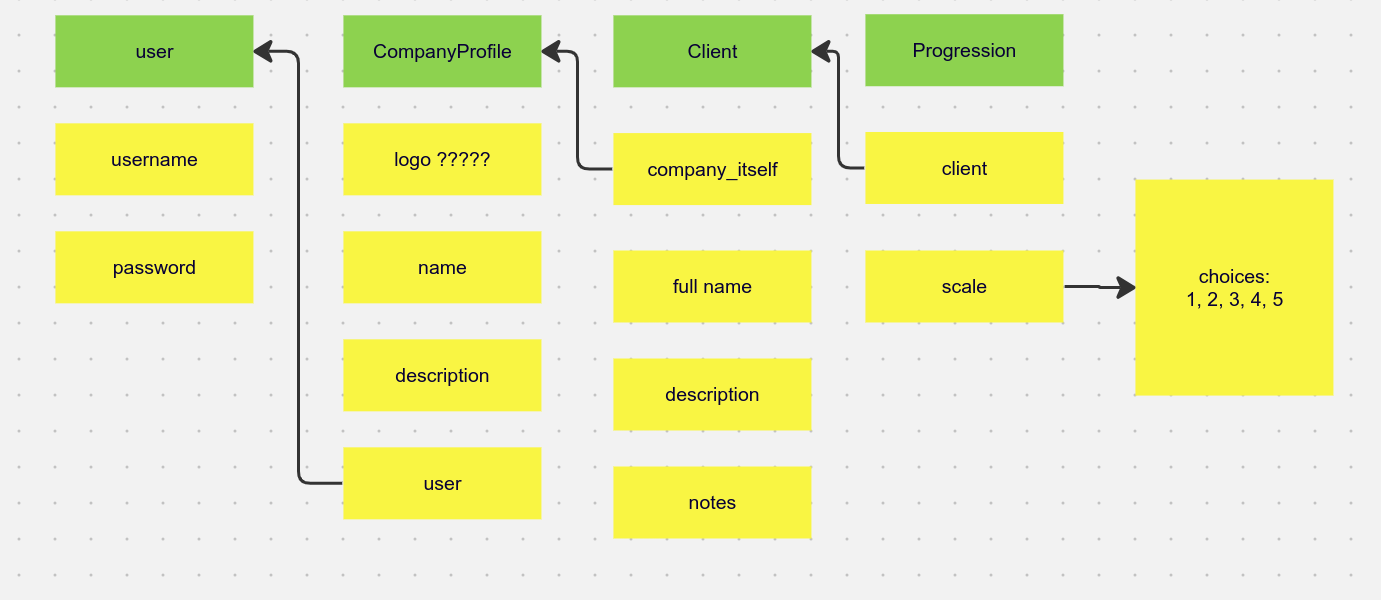 user
username
password
CompanyProfile
logo ?????
name
description
user
Client
company_itself
full name
description
notes
Progression
client
scale
choices:
1, 2, 3, 4, 5